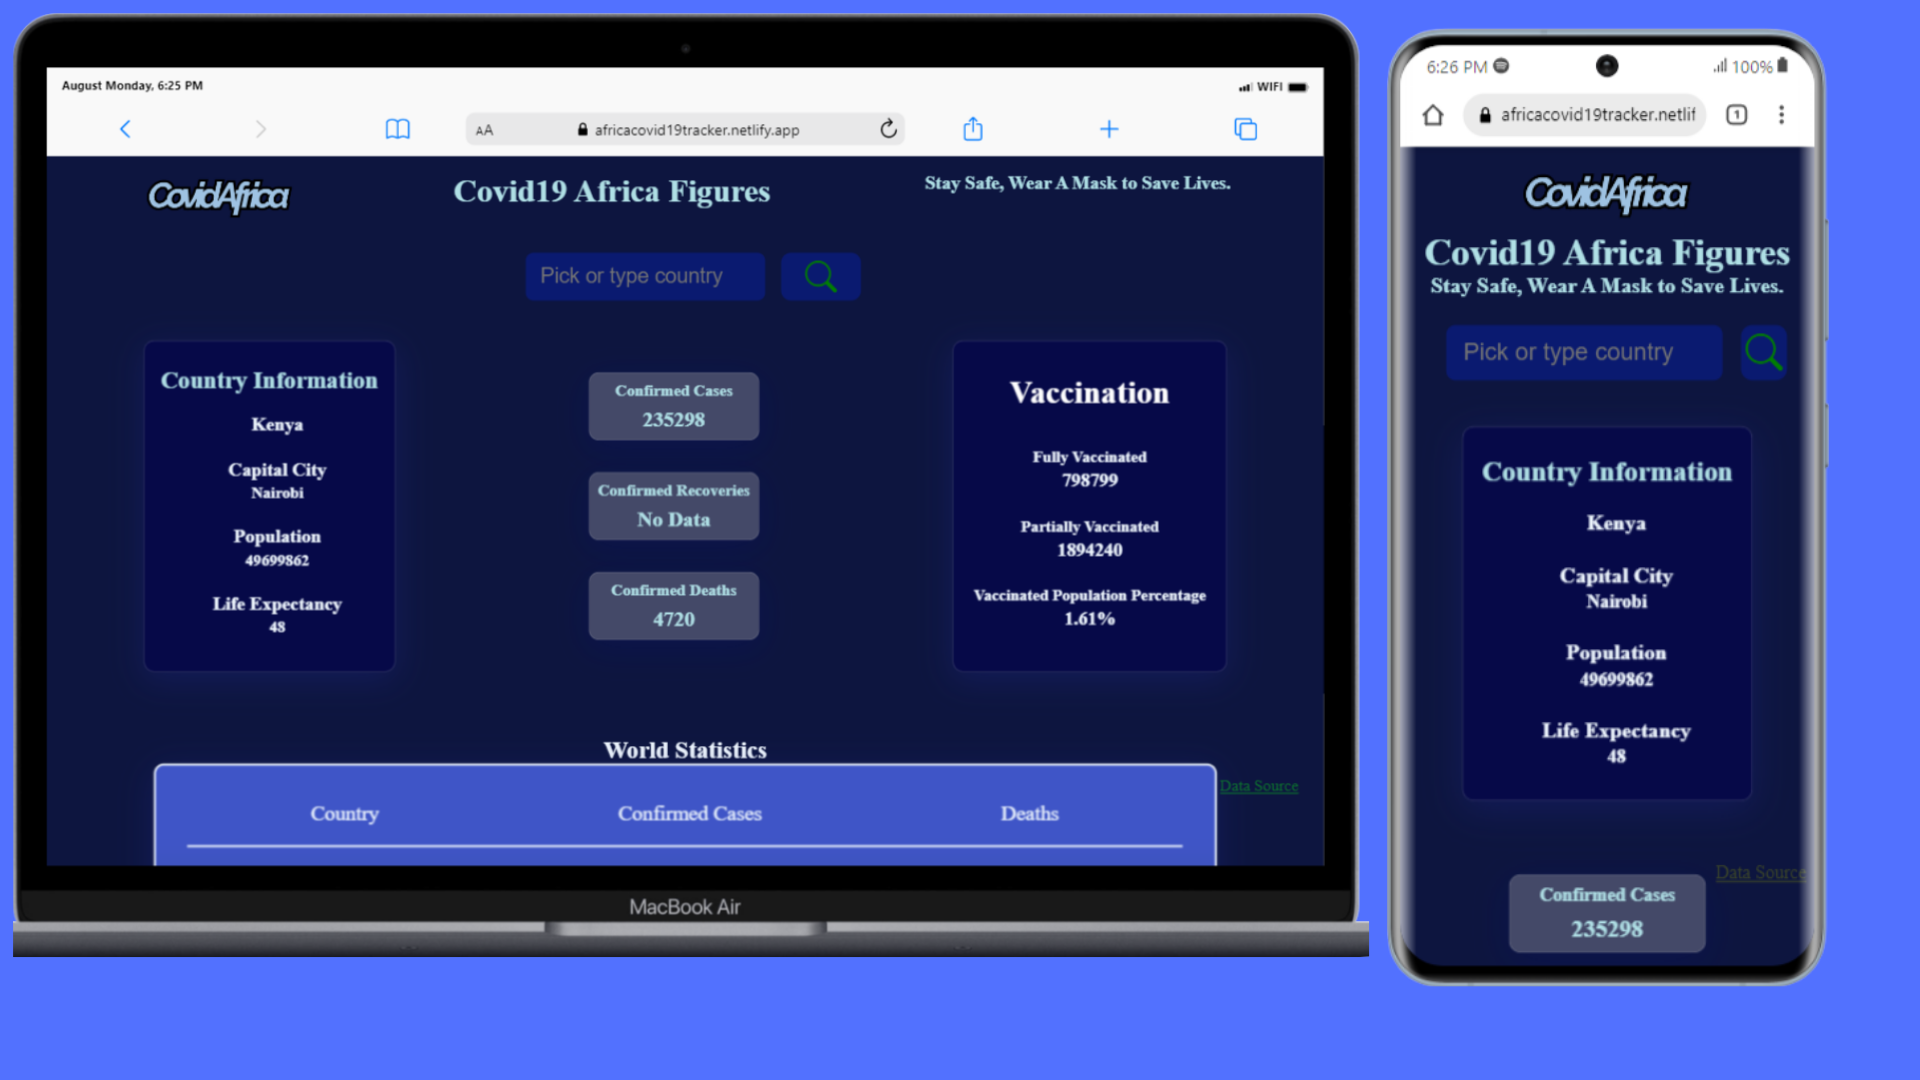 August Monday, 6:25 PM
WIFI
AA
africacovid19tracker.netlify.app
CovidAfrica
Covid19 Africa Figures
Stay Safe, Wear A Mask to Save Lives.
Pick or type country
Country Information
Kenya
Capital City
Nairobi
Population
49699862
Life Expectancy
48
Confirmed Cases
235298
Confirmed Recoveries
No Data
Confirmed Deaths
4720
Vaccination
Fully Vaccinated
798799
Partially Vaccinated
1894240
Vaccinated Population Percentage
1.61%
World Statistics
Data Source
Country Confirmed Cases Deaths
MacBook Air
6:26 PM
100%
africacovid19tracker.netlif
1
CovidAfrica
Covid19 Africa Figures
Stay Safe, Wear A Mask to Save Lives.
Pick or type country
Country Information
Kenya
Capital City
Nairobi
Population
49699862
Life Expectancy
48
Data Source
Confirmed Cases
235298